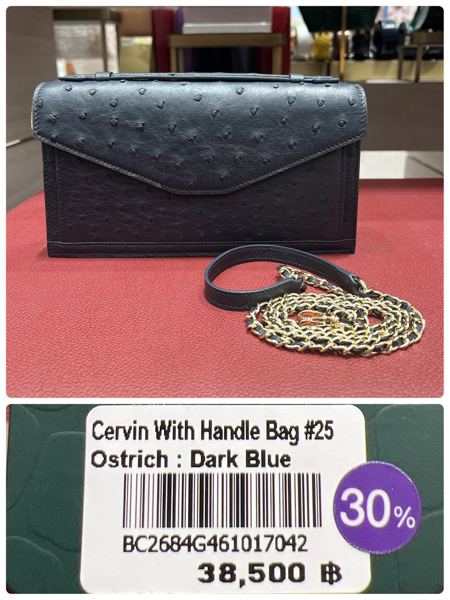 Cervin With Handle Bag #25
Ostrich : Dark Blue
30%
BC2684G461017042
38,500 ฿